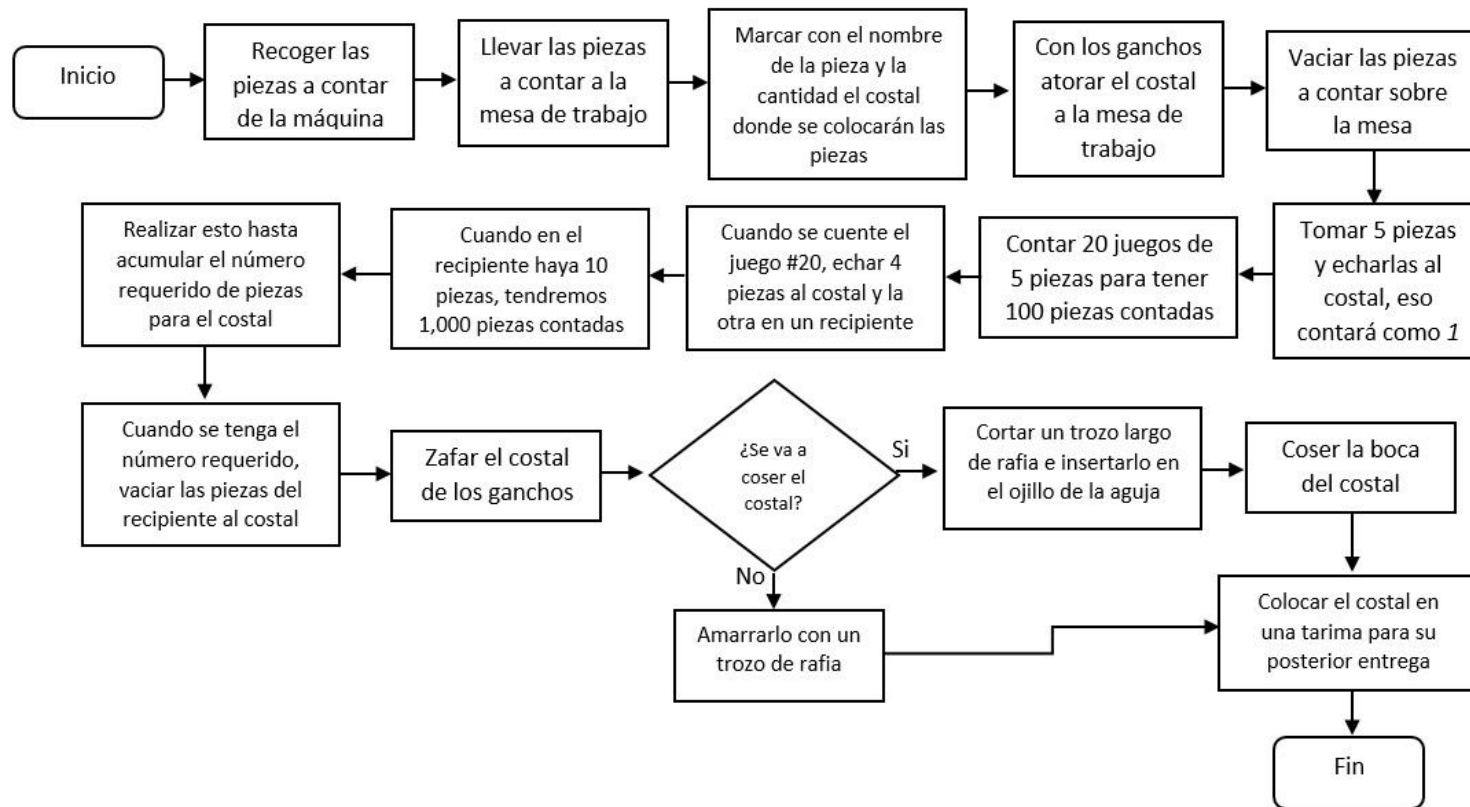 Inicio
Recoger las
piezas a contar
de la máquina
Llevar las piezas
a contar a la
mesa de trabajo
Marcar con el nombre
de la pieza y la
cantidad el costal
donde se colocarán las
piezas
Con los ganchos
atorar el costal
a la mesa de
trabajo
Vaciar las piezas
a contar sobre
la mesa
Tomar 5 piezas
y echarlas al
costal, eso
contará como 1
Contar 20 juegos de
5 piezas para tener
100 piezas contadas
Cuando se cuente el
juego #20, echar 4
piezas al costal y la
otra en un recipiente
Cuando en el
recipiente haya 10
piezas, tendremos
1,000 piezas contadas
Realizar esto hasta
acumular el número
requerido de piezas
para el costal
Cuando se tenga el
número requerido,
vaciar las piezas del
recipiente al costal
Zafar el costal
de los ganchos
¿Se va a
coser el
costal?
Si
Cortar un trozo largo
de rafia e insertarlo en
el ojillo de la aguja
Coser la boca
del costal
No
Amarrarlo con un
trozo de rafia
Colocar el costal en
una tarima para su
posterior entrega
Fin